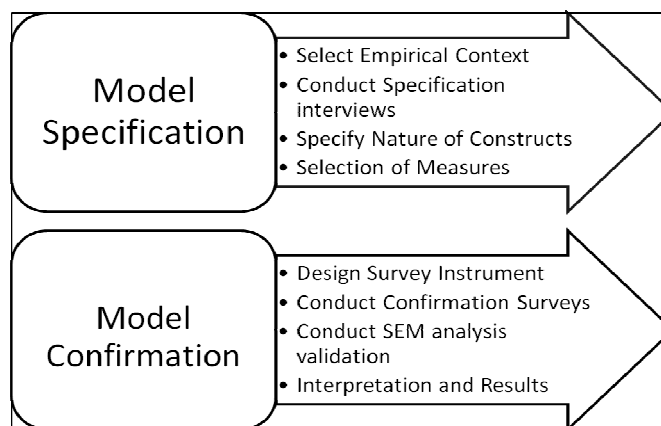 Model
Specification
• Select Empirical Context
• Conduct Specification
interviews
• Specify Nature of Constructs
• Selection of Measures
Model
Confirmation
• Design Survey Instrument
• Conduct Confirmation Surveys
• Conduct SEM analysis
validation
• Interpretation and Results